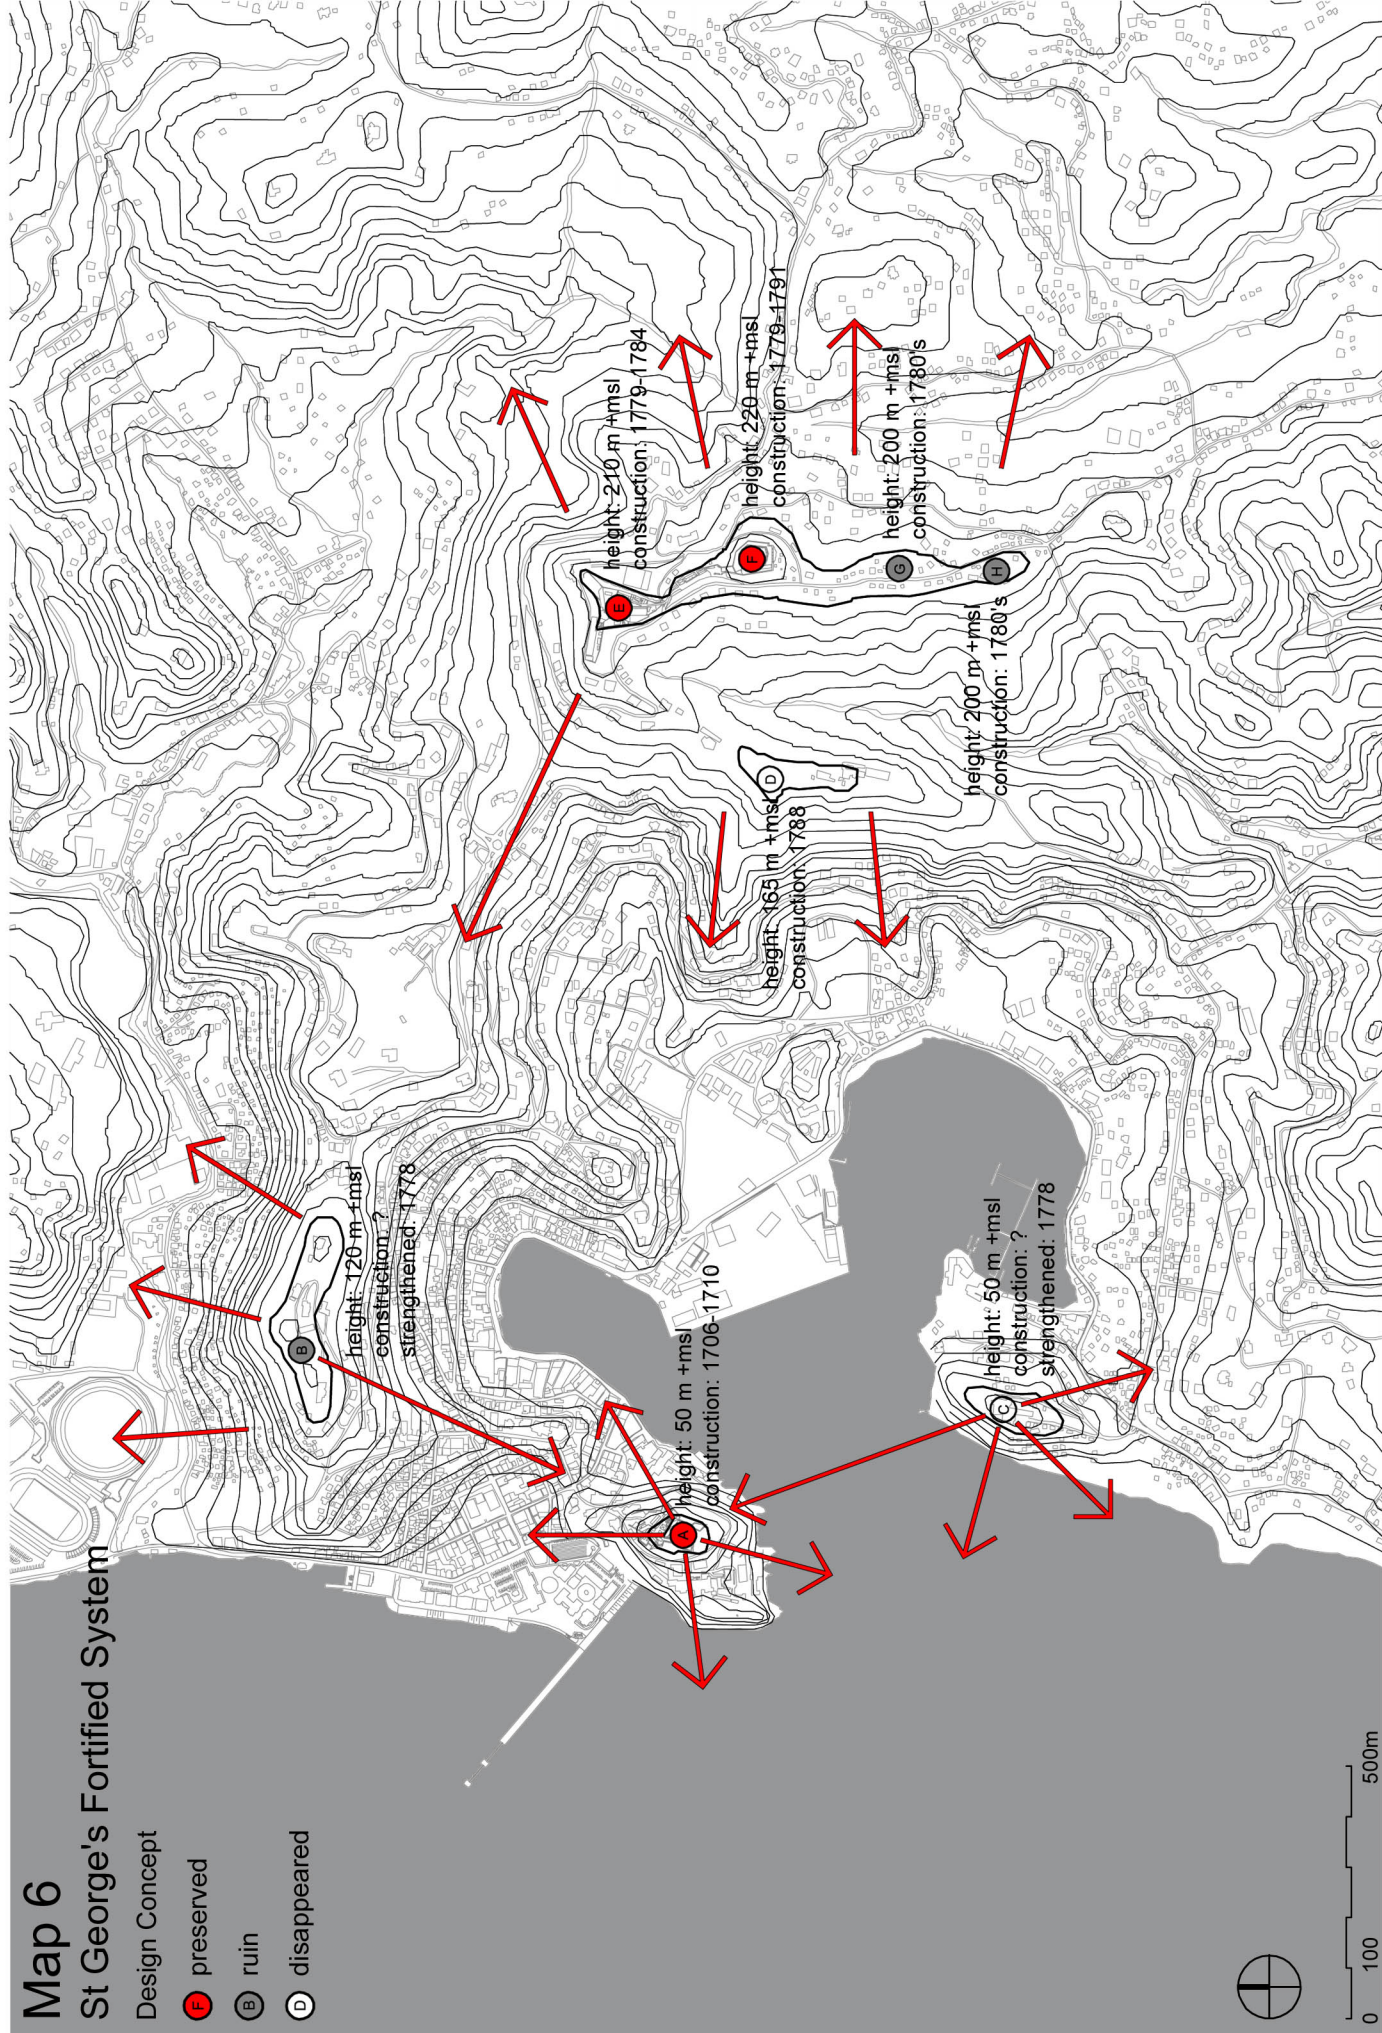 Map 6
St George's Fortified System
Design Concept
F preserved
B ruin
D disappeared
B
height: 120 m +msl
construction: ?
strengthened: 1778
A
height: 50 m +msl
construction: 1706-1710
C
height: 50 m +msl
construction: ?
strengthened: 1778
D
height: 165 m +msl
construction: 1788
E
height: 210 m +msl
construction: 1779-1784
F
height: 220 m +msl
construction: 1779-1791
G
height: 200 m +msl
construction: 1780's
H
height: 200 m +msl
construction: 1780's
0 100 500m